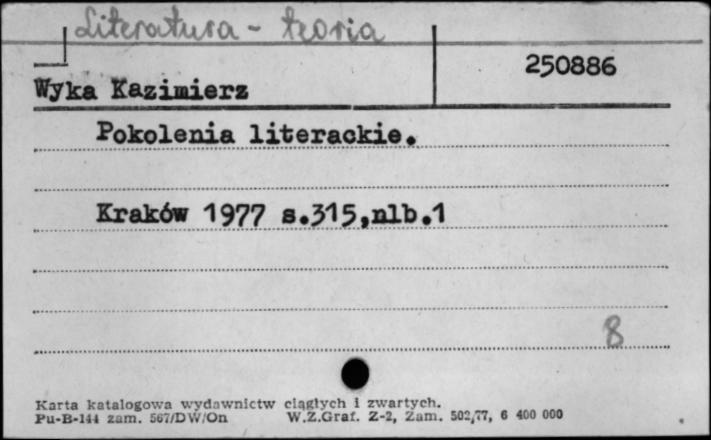 Literatura - teoria
250886
Wyka Kazimierz
Pokolenia literackie.
Kraków 1977 s.315,nlb.1
8
Karta katalogowa wydawnictw ciągłych i zwartych.
Pu-B-144 zam. 567/DW/On W.Z.Graf. Z-2, Zam. 502/77, 6 400 000